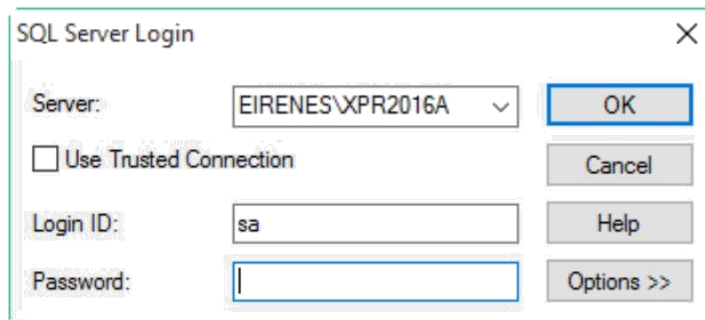 SQL Server Login
Server: EIRENES\XPR2016A OK
Use Trusted Connection Cancel
Login ID: sa Help
Password: Options >>